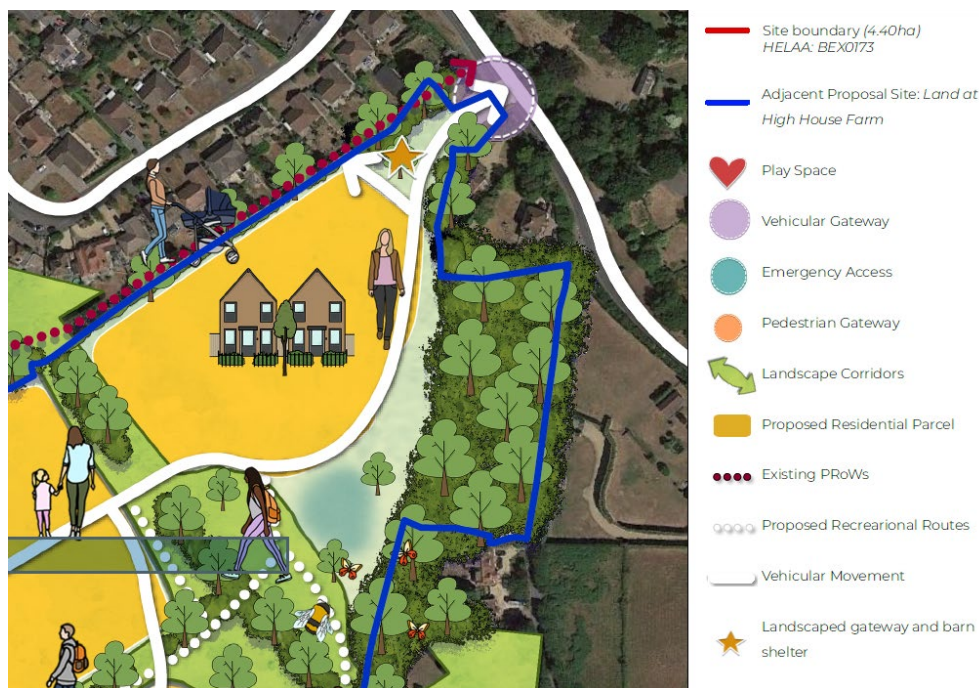 Site boundary (4.40ha)
HELAA: BEX0173
Adjacent Proposal Site: Land at
High House Farm
Play Space
Vehicular Gateway
Emergency Access
Pedestrian Gateway
Landscape Corridors
Proposed Residential Parcel
Existing PRoWs
Proposed Recrearional Routes
Vehicular Movement
Landscaped gateway and barn
shelter